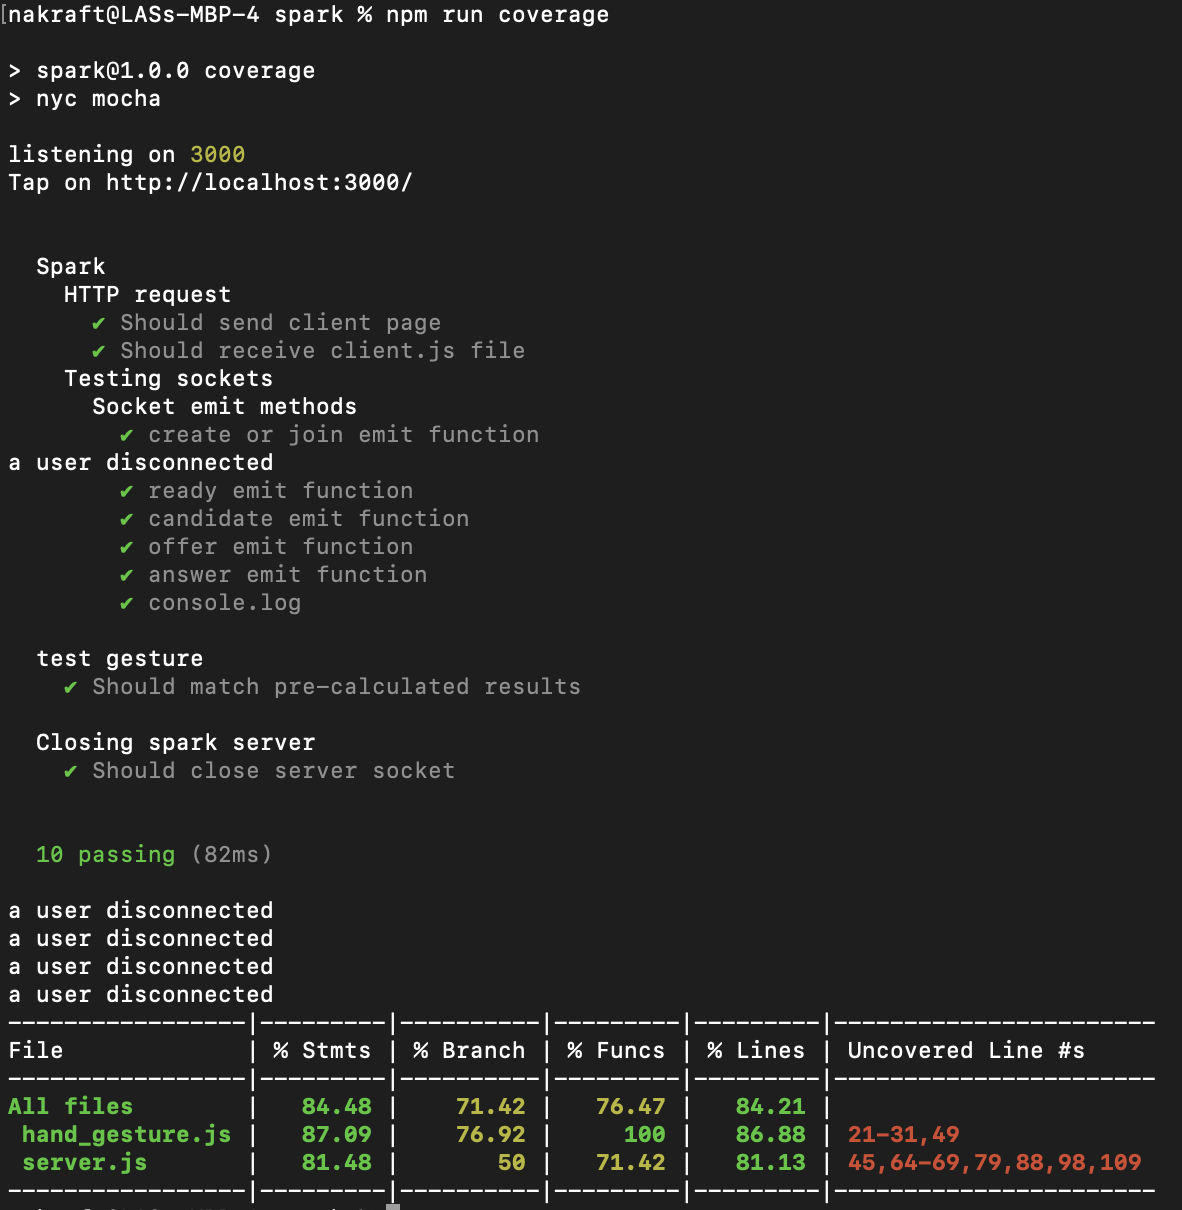 [nakraft@LASs-MBP-4 spark % npm run coverage
> spark@1.0.0 coverage
> nyc mocha
listening on 3000
Tap on http://localhost:3000/
Spark
HTTP request
✔ Should send client page
✔ Should receive client.js file
Testing sockets
Socket emit methods
✔ create or join emit function
a user disconnected
✔ ready emit function
✔ candidate emit function
✔ offer emit function
✔ answer emit function
✔ console.log
test gesture
✔ Should match pre-calculated results
Closing spark server
✔ Should close server socket
10 passing (82ms)
a user disconnected
a user disconnected
a user disconnected
a user disconnected
-----------------|---------|----------|---------|---------|-----------------------
File | % Stmts | % Branch | % Funcs | % Lines | Uncovered Line #s
-----------------|---------|----------|---------|---------|-----------------------
All files | 84.48 | 71.42 | 76.47 | 84.21 |
hand_gesture.js | 87.09 | 76.92 | 100 | 86.88 | 21-31,49
server.js | 81.48 | 50 | 71.42 | 81.13 | 45,64-69,79,88,98,109
-----------------|---------|----------|---------|---------|-----------------------